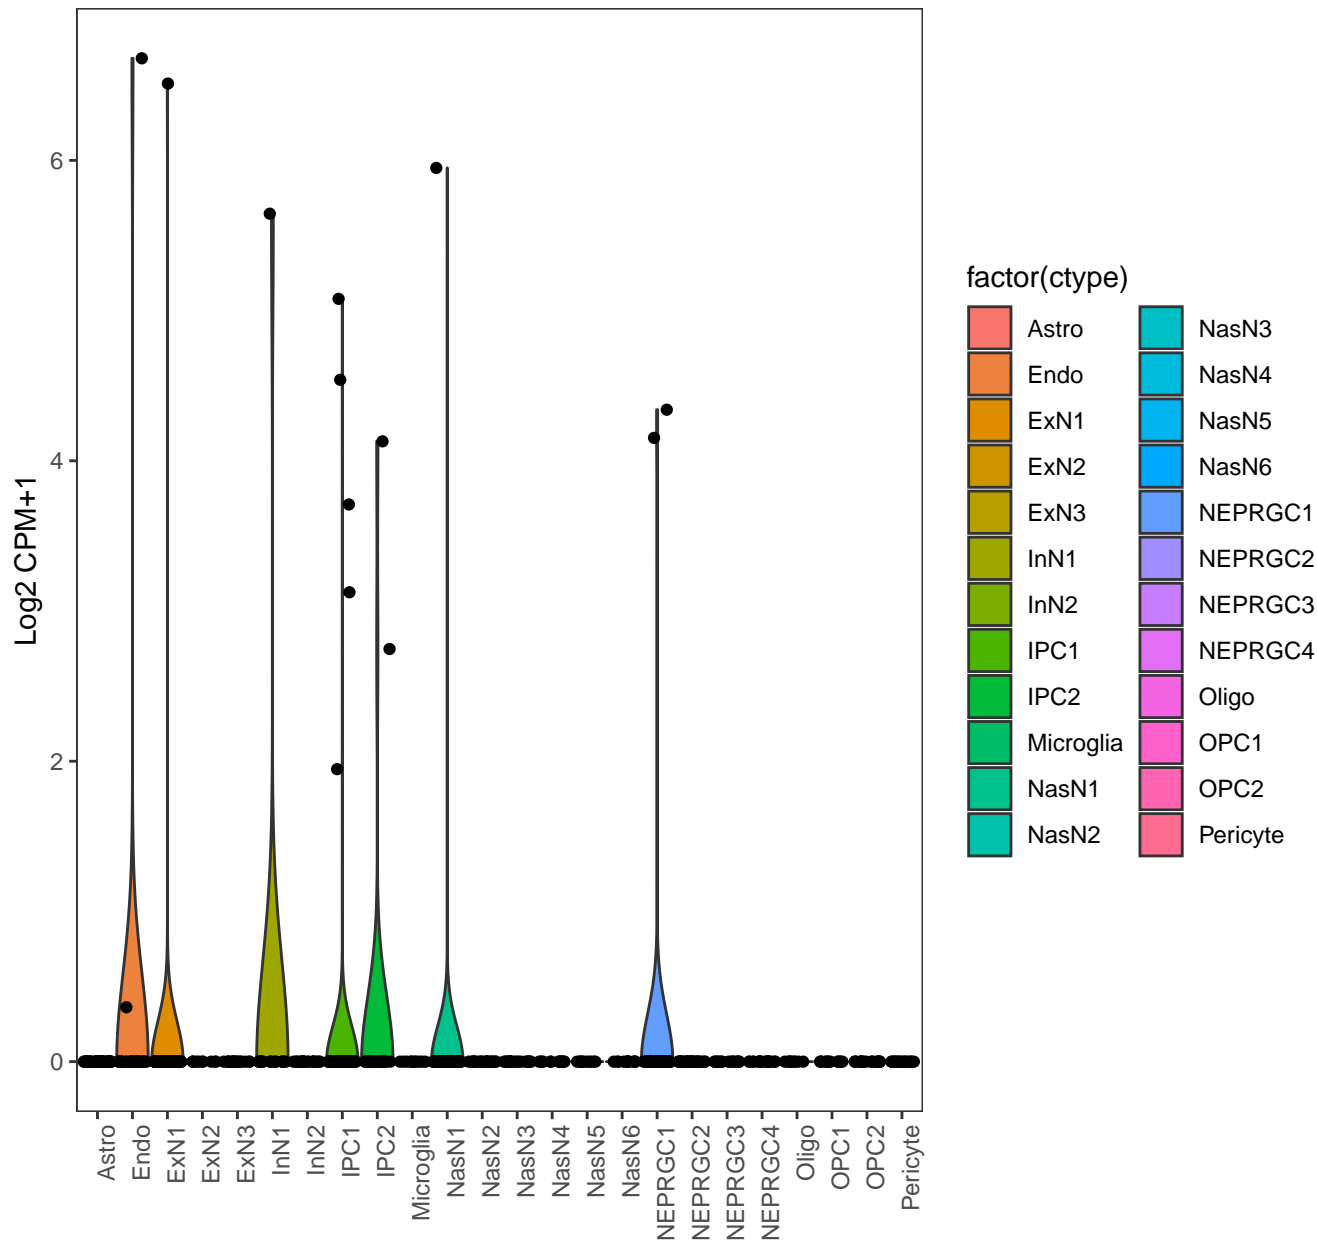 Log2 CPM+1
6
4
2
0
Astro
Endo
ExN1
ExN2
ExN3
InN1
InN2
IPC1
IPC2
Microglia
NasN1
NasN2
NasN3
NasN4
NasN5
NasN6
NEPRGC1
NEPRGC2
NEPRGC3
NEPRGC4
Oligo
OPC1
OPC2
Pericyte
factor(ctype)
Astro
Endo
ExN1
ExN2
ExN3
InN1
InN2
IPC1
IPC2
Microglia
NasN1
NasN2
NasN3
NasN4
NasN5
NasN6
NEPRGC1
NEPRGC2
NEPRGC3
NEPRGC4
Oligo
OPC1
OPC2
Pericyte